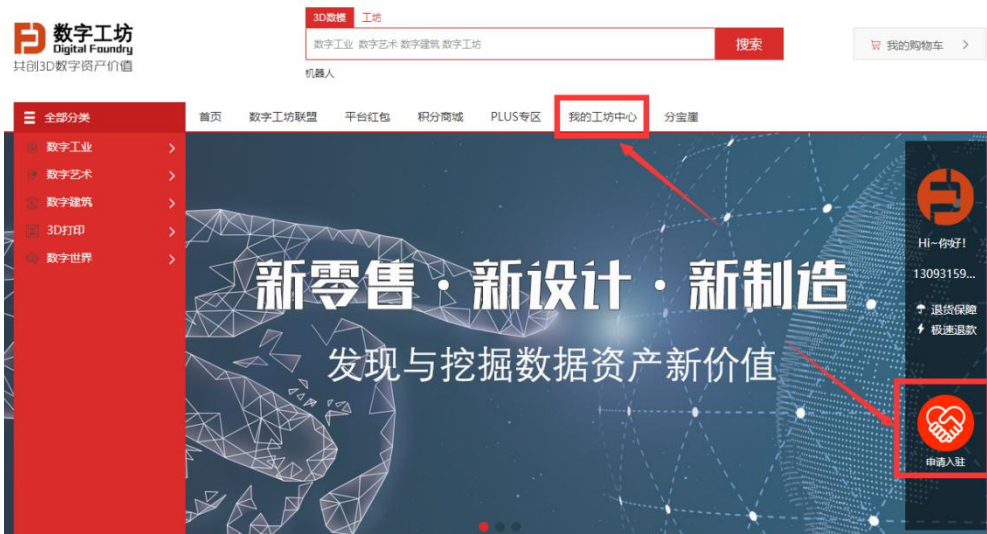 3D数模 工坊
数字工坊
Digital Foundry
共创3D数字资产价值
数字工业 数字艺术 数字建筑 数字工坊
搜索
我的购物车
机器人
全部分类
首页 数字工坊联盟 平台红包 积分商城 PLUS专区 我的工坊中心 分宝崖
数字工业
数字艺术
数字建筑
3D打印
数字世界
新零售·新设计·新制造
发现与挖掘数据资产新价值
Hi~你好!
13093159...
退货保障
极速退款
申请入驻